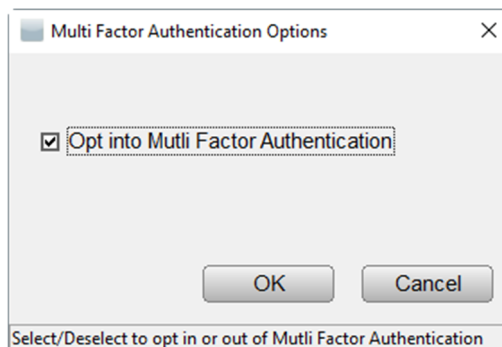 Multi Factor Authentication Options
Opt into Mutli Factor Authentication
OK
Cancel
Select/Deselect to opt in or out of Mutli Factor Authentication